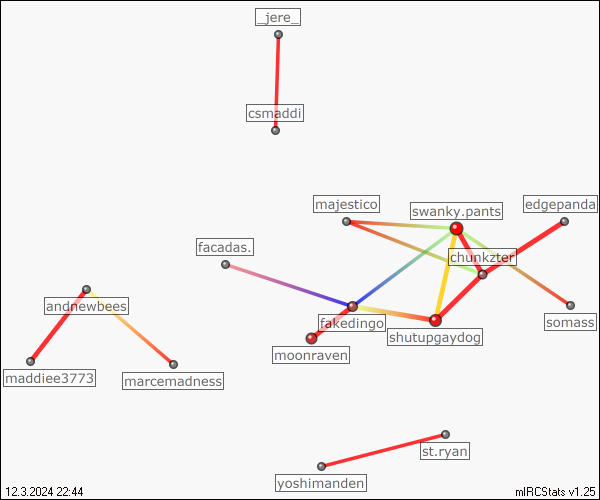 _jere_
csmaddi
majestico
swanky.pants
edgepanda
facadas.
chunkzter
andnewbees
fakedingo
shutupgaydog
somass
moonraven
maddiee3773
marcemadness
st.ryan
yoshimanden
12.3.2024 22:44
mIRCStats v1.25